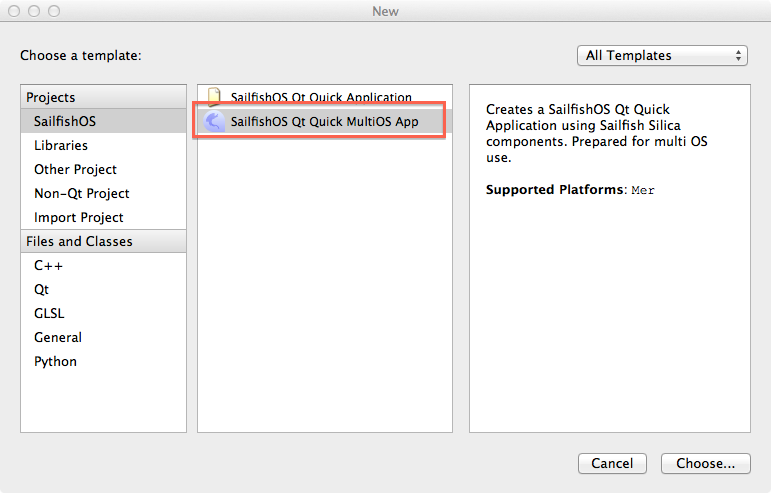 New
Choose a template:
All Templates
Projects
SailfishOS
Libraries
Other Project
Non-Qt Project
Import Project
Files and Classes
C++
Qt
GLSL
General
Python
SailfishOS Qt Quick Application
SailfishOS Qt Quick MultiOS App
Creates a SailfishOS Qt Quick
Application using Sailfish Silica
components. Prepared for multi OS
use.
Supported Platforms: Mer
Cancel
Choose...